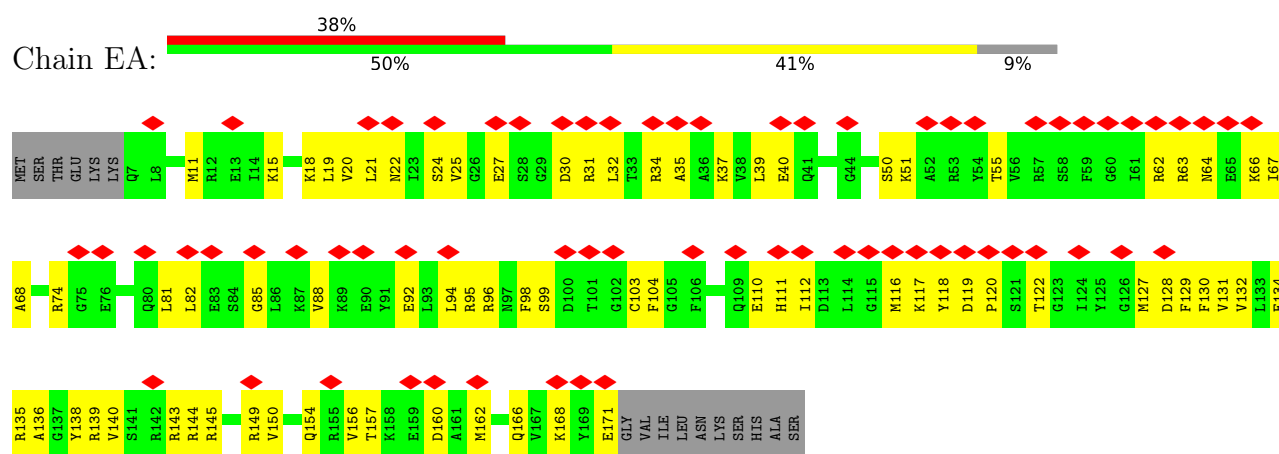 38%
Chain EA:
50% 41% 9%
MET SER THR GLU LYS LYS Q7 L8 M11 R12 E13 I14 K15 K18 L19 V20 L21 N22 I23 S24 V25 G26 E27 S28 G29 D30 R31 L32 T33 R34 A35 A36 K37 V38 L39 E40 Q41 G44 S50 K51 A52 R53 Y54 T55 V56 R57 S58 F59 G60 I61 R62 R63 N64 E65 K66 I67
A68 R74 G75 E76 Q80 L81 L82 E83 S84 G85 L86 K87 V88 K89 E90 Y91 E92 L93 L94 R95 R96 N97 F98 S99 D100 T101 G102 C103 F104 G105 F106 Q109 E110 H111 I112 D113 L114 G115 M116 K117 Y118 D119 P120 S121 T122 G123 I124 Y125 G126 M127 D128 F129 F130 V131 V132 L133
R135 A136 G137 Y138 R139 V140 S141 R142 R143 R144 R145 R149 V150 Q154 R155 V156 T157 K158 E159 D160 A161 M162 Q166 V167 K168 Y169 E171 GLY VAL ILE LEU ASN LYS SER HIS ALA SER